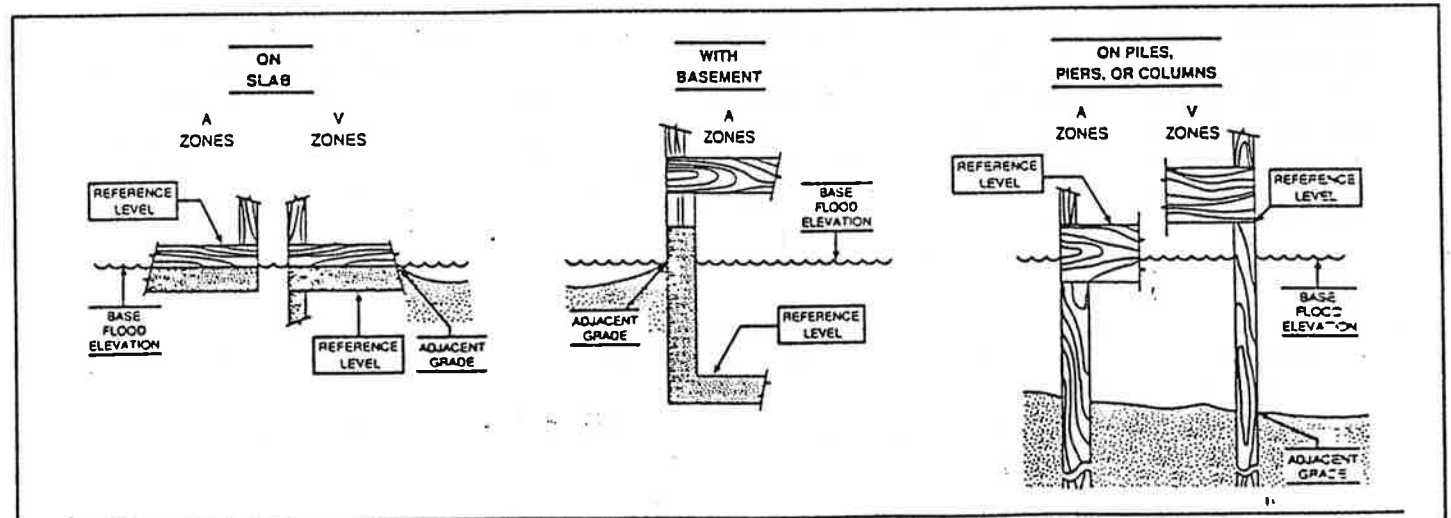 ON
SLAB
A
ZONES
V
ZONES
REFERENCE
LEVEL
BASE
FLOOD
ELEVATION
REFERENCE
LEVEL
ADJACENT
GRADE
WITH
BASEMENT
A
ZONES
BASE
FLOOD
ELEVATION
ADJACENT
GRADE
REFERENCE
LEVEL
ON PILES,
PIERS, OR COLUMNS
A
ZONES
V
ZONES
REFERENCE
LEVEL
REFERENCE
LEVEL
BASE
FLOOD
ELEVATION
ADJACENT
GRADE